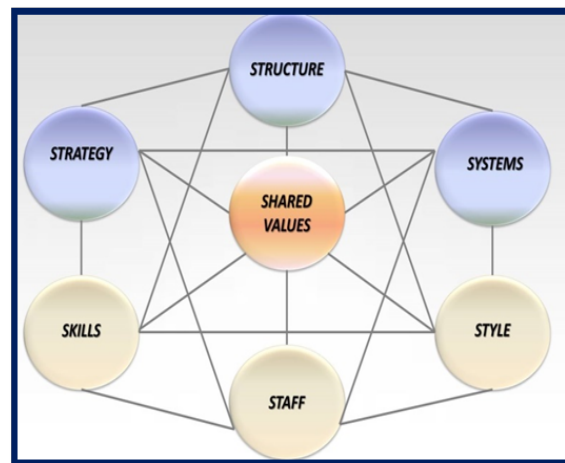 STRUCTURE
STRATEGY
SYSTEMS
SHARED
VALUES
SKILLS
STYLE
STAFF